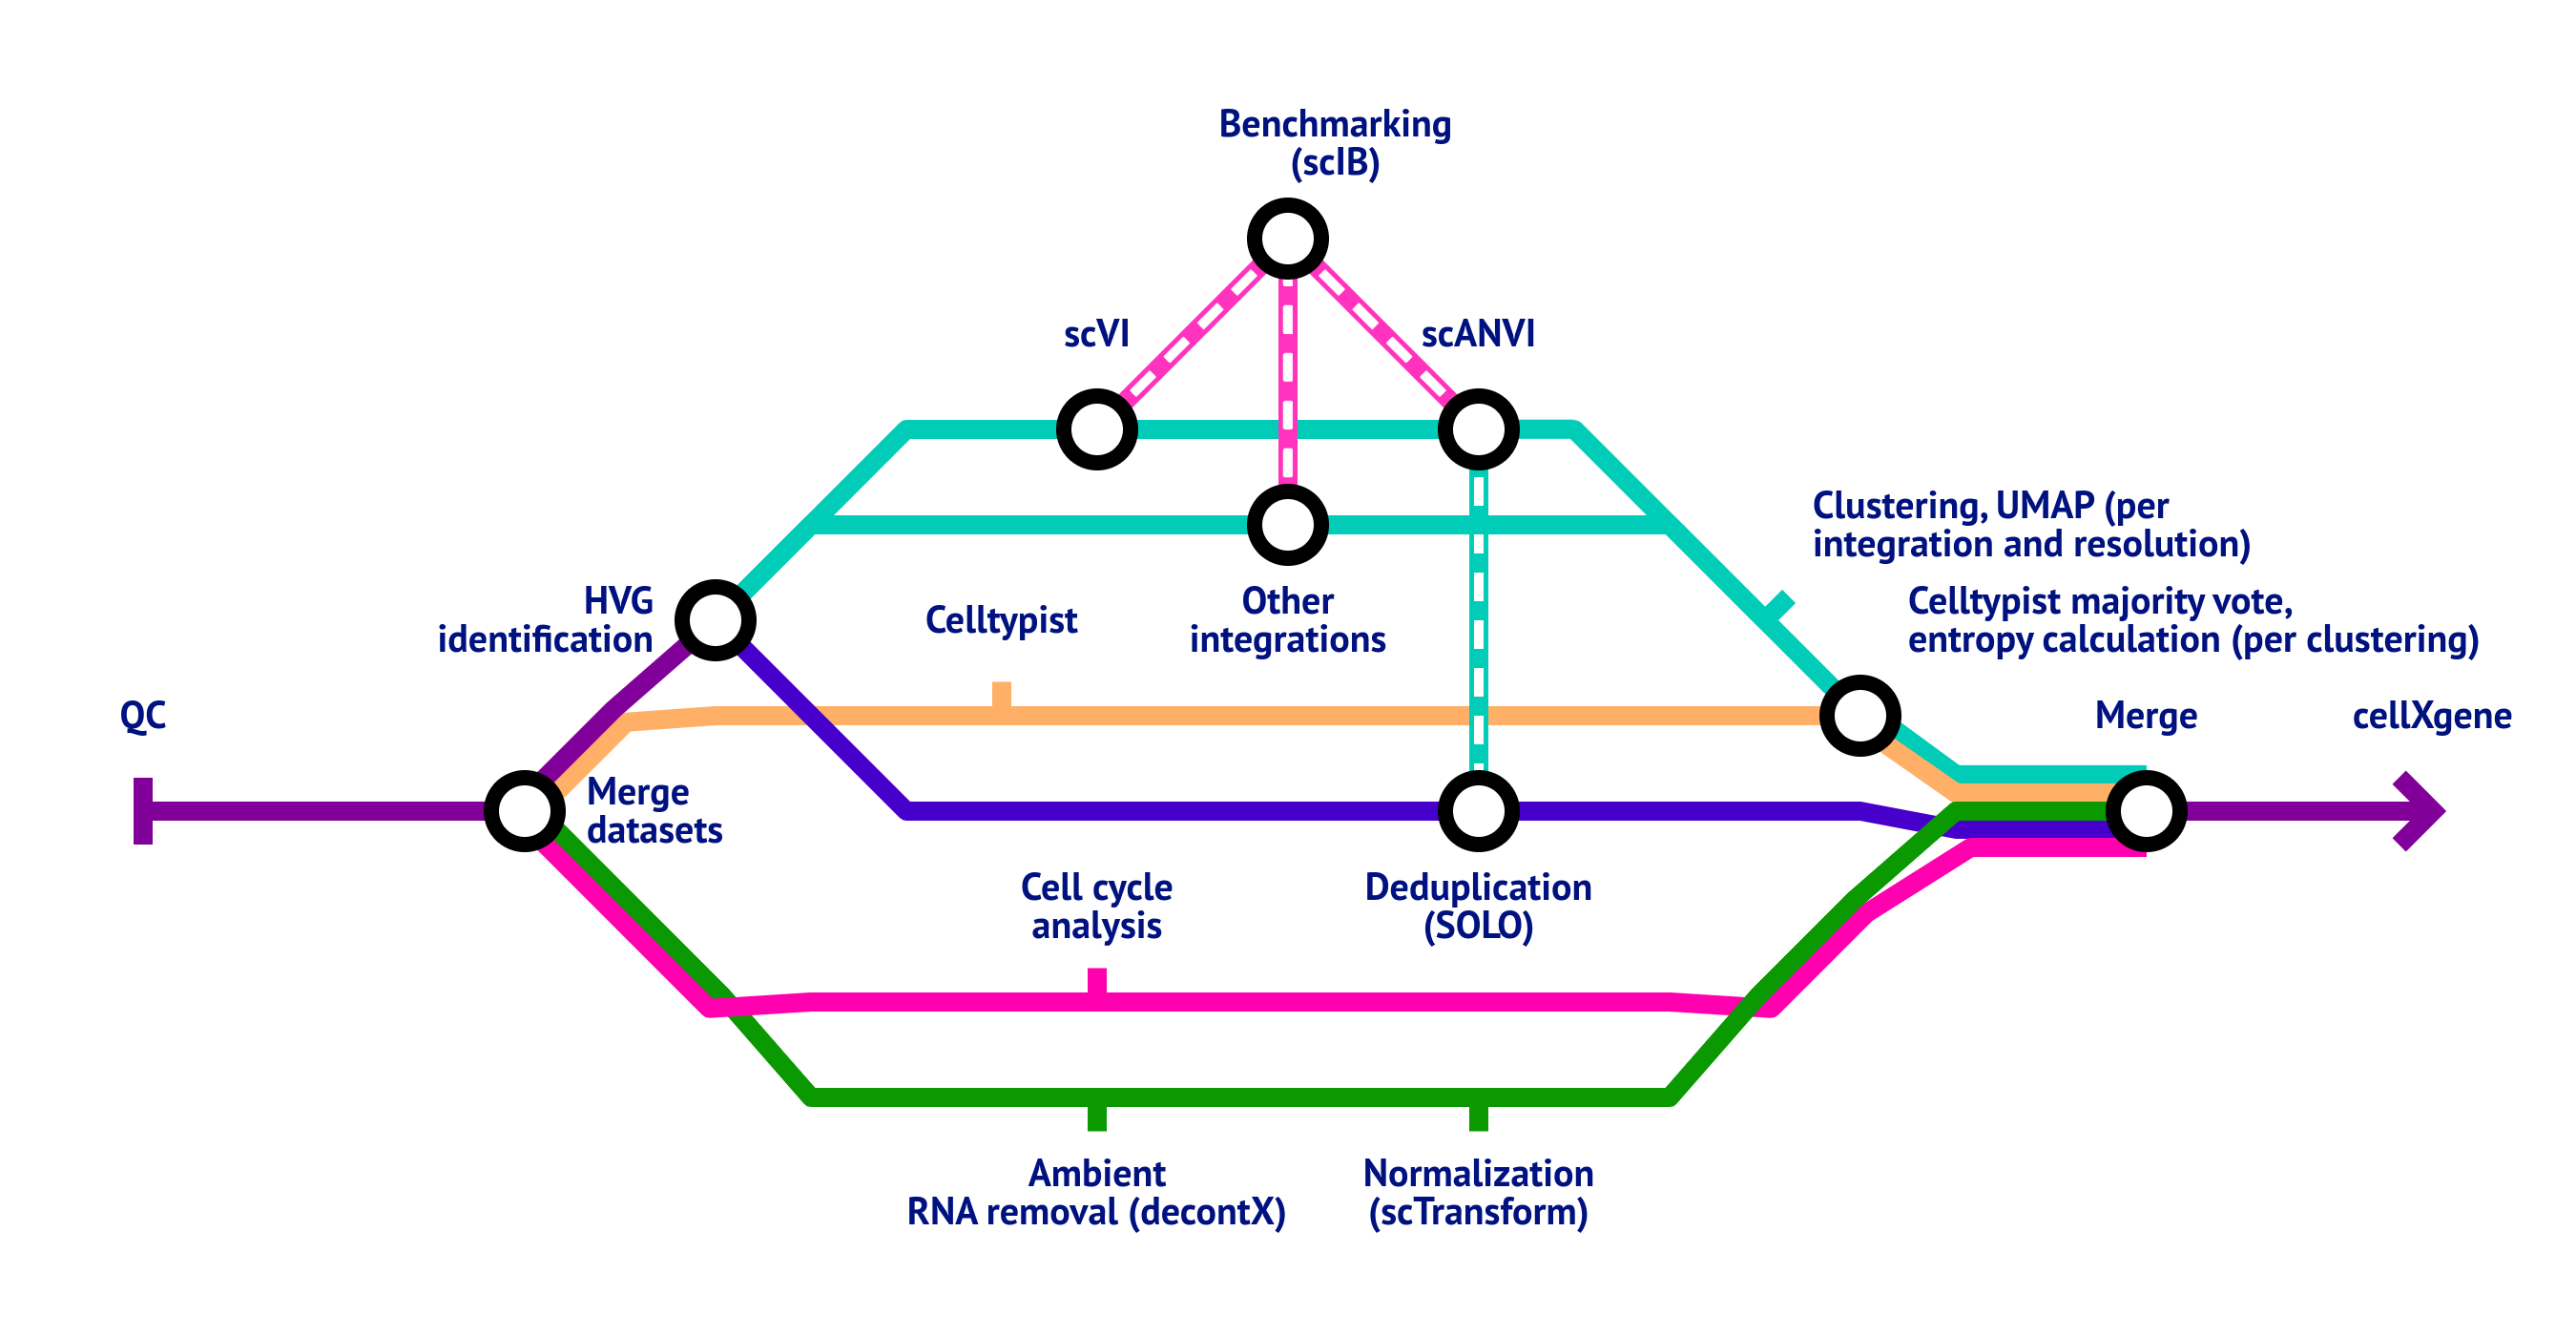 Benchmarking
(scIB)
scVI
scANVI
Clustering, UMAP (per
integration and resolution)
HVG
identification
Celltypist
Other
integrations
Celltypist majority vote,
entropy calculation (per clustering)
QC
Merge
cellXgene
Merge
datasets
Cell cycle
analysis
Deduplication
(SOLO)
Ambient
RNA removal (decontX)
Normalization
(scTransform)